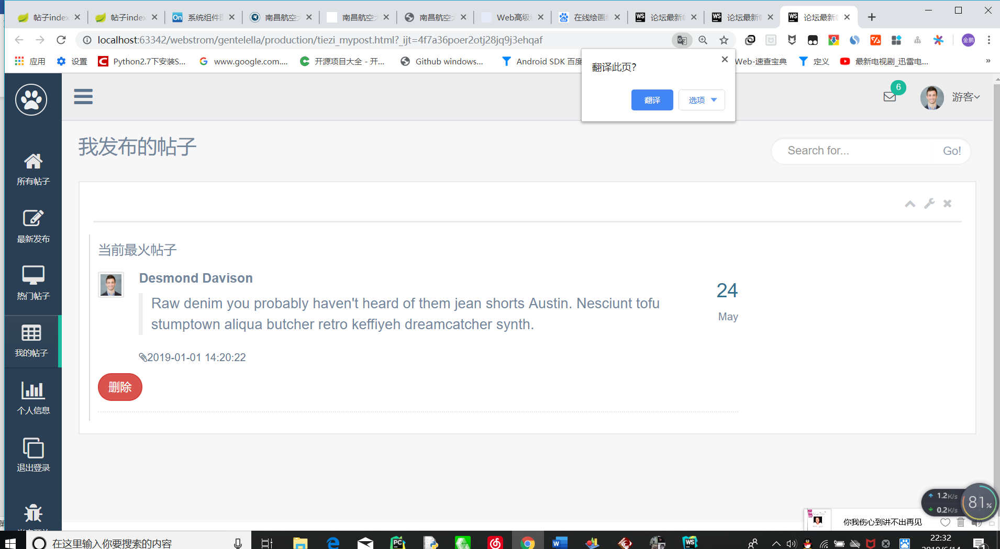 帖子inde
帖子inde
系统组件
南昌航空
南昌航空
南昌航空
Web高级
在线绘画
论坛最新
论坛最新
论坛最新
localhost:63342/webstrom/gentelella/production/tiezi_mypost.html?_ijt=4f7a36poer2otj28jq9j3ehqaf
金鹏
应用
设置
Python2.7下安装S...
www.google.com....
开源项目大全 - 开...
Github windows...
Android SDK 百度
Web-速查宝典
定义
最新电视剧_迅雷电...
翻译此页?
翻译
选项
6
游客
我发布的帖子
Search for...
Go!
所有帖子
最新发布
热门帖子
我的帖子
个人信息
退出登录
当前最火帖子
Desmond Davison
Raw denim you probably haven't heard of them jean shorts Austin. Nesciunt tofu
stumptown aliqua butcher retro keffiyeh dreamcatcher synth.
24
May
2019-01-01 14:20:22
删除
1.2K/s
0.2K/s
81%
你我伤心到讲不出再见
在这里输入你要搜索的内容
22:32